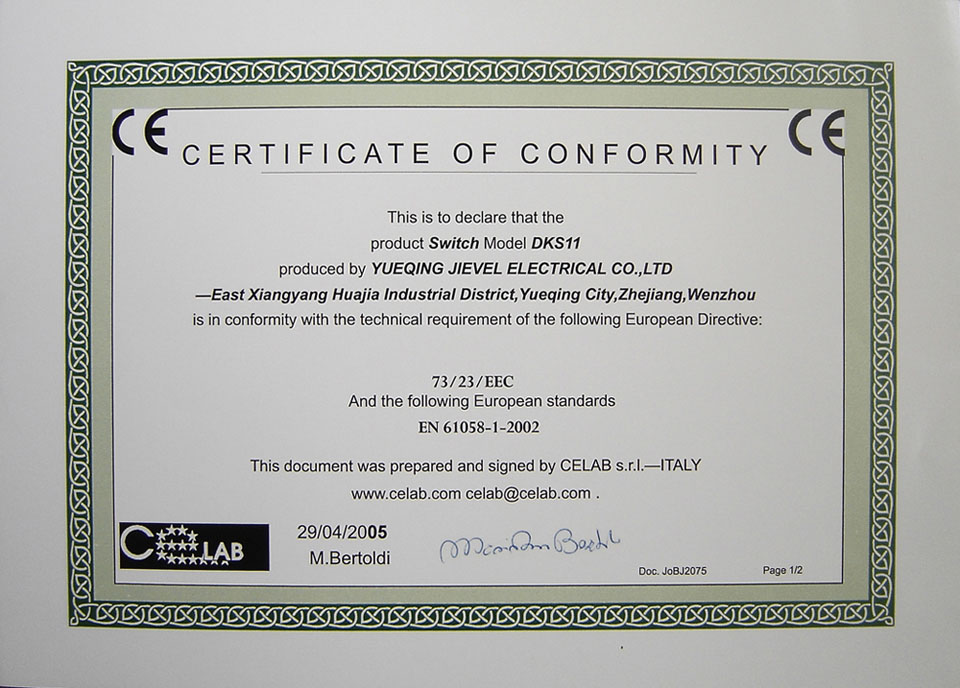 CE CE
CERTIFICATE OF CONFORMITY
This is to declare that the
product Switch Model DKS11
produced by YUEQING JIEVEL ELECTRICAL CO.,LTD
—East Xiangyang Huajia Industrial District,Yueqing City,Zhejiang,Wenzhou
is in conformity with the technical requirement of the following European Directive:
73/23/EEC
And the following European standards
EN 61058-1-2002
This document was prepared and signed by CELAB s.r.l.—ITALY
www.celab.com celab@celab.com .
CELAB
29/04/2005
M.Bertoldi
Doc. JoBJ2075
Page 1/2